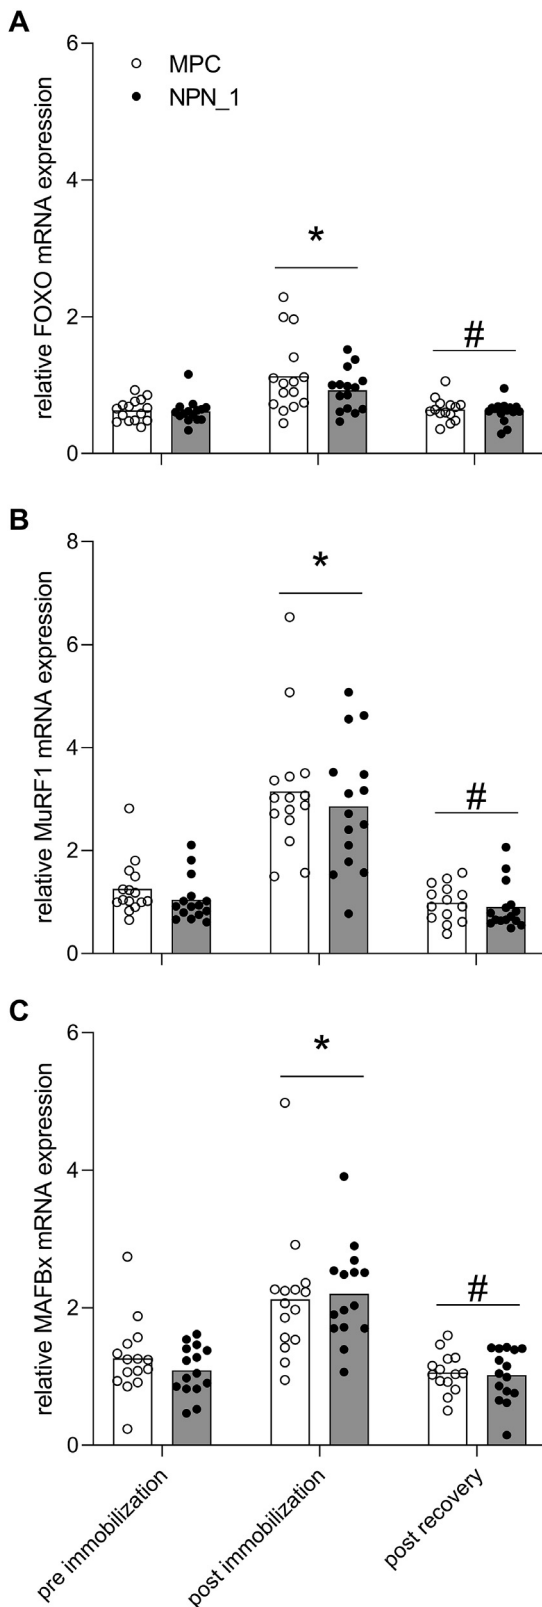 A
relative FOXO mRNA expression
6
4
2
0
MPC
NPN_1
*
#
B
relative MuRF1 mRNA expression
8
6
4
2
0
*
#
C
relative MAFBx mRNA expression
6
4
2
0
*
#
pre immobilization
post immobilization
post recovery